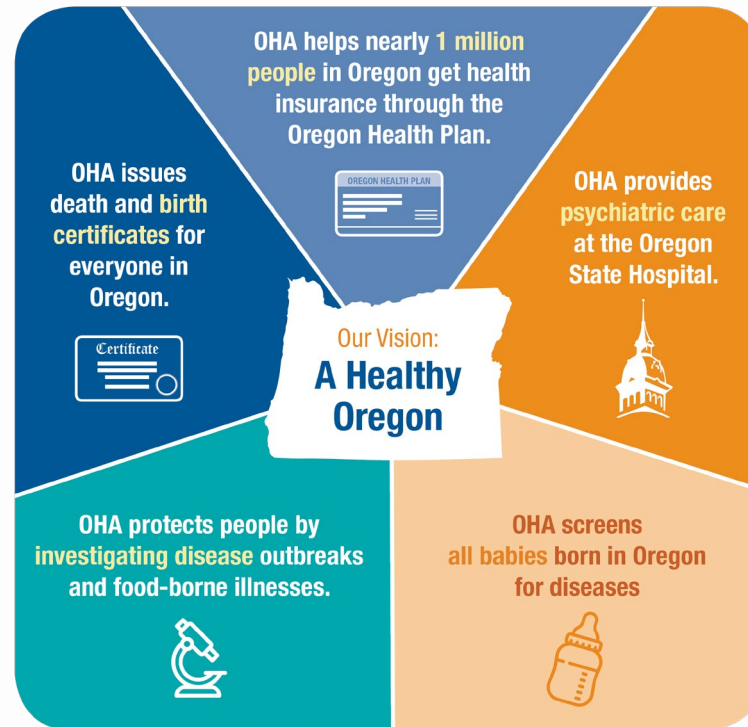 OHA helps nearly 1 million
people in Oregon get health
insurance through the
Oregon Health Plan.
OREGON HEALTH PLAN
OHA issues
death and birth
certificates for
everyone in
Oregon.
Certificate
OHA provides
psychiatric care
at the Oregon
State Hospital.
Our Vision:
A Healthy
Oregon
OHA protects people by
investigating disease outbreaks
and food-borne illnesses.
OHA screens
all babies born in Oregon
for diseases